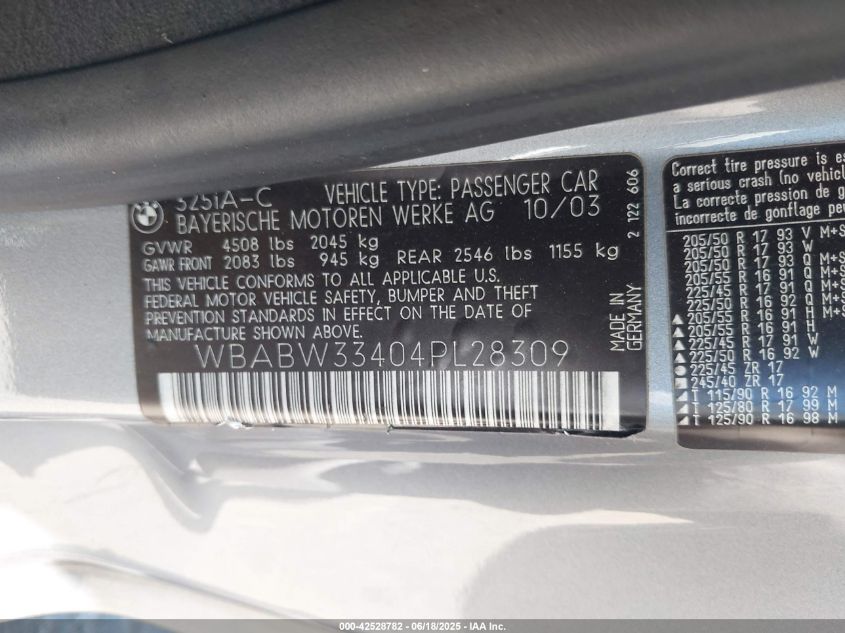 BMW
325iA-C VEHICLE TYPE: PASSENGER CAR
BAYERISCHE MOTOREN WERKE AG 10/03
GVWR 4508 lbs 2045 kg
GAWR FRONT 2083 lbs 945 kg REAR 2546 lbs 1155 kg
THIS VEHICLE CONFORMS TO ALL APPLICABLE U.S.
FEDERAL MOTOR VEHICLE SAFETY, BUMPER AND THEFT
PREVENTION STANDARDS IN EFFECT ON THE DATE OF
MANUFACTURE SHOWN ABOVE.
WBABW33404PL28309
2 122 606
MADE IN
GERMANY
Correct tire pressure is es
a serious crash (no vehicl
La correcte pression de g
incorrecte de gonflage peu
205/50 R 17 93 V M+S
205/50 R 17 93 W
205/50 R 17 93 Q M+S
205/55 R 16 91 Q M+S
225/45 R 17 91 Q M+S
225/50 R 16 92 Q M+S
205/55 R 16 91 H M+S
205/55 R 16 91 H
225/45 R 17 91 W
225/50 R 16 92 W
225/45 ZR 17
245/40 ZR 17
T 115/90 R 16 92 M
T 125/80 R 17 99 M
T 125/90 R 16 98 M
000-42528782 / 06/18/2025 - IAA Inc.